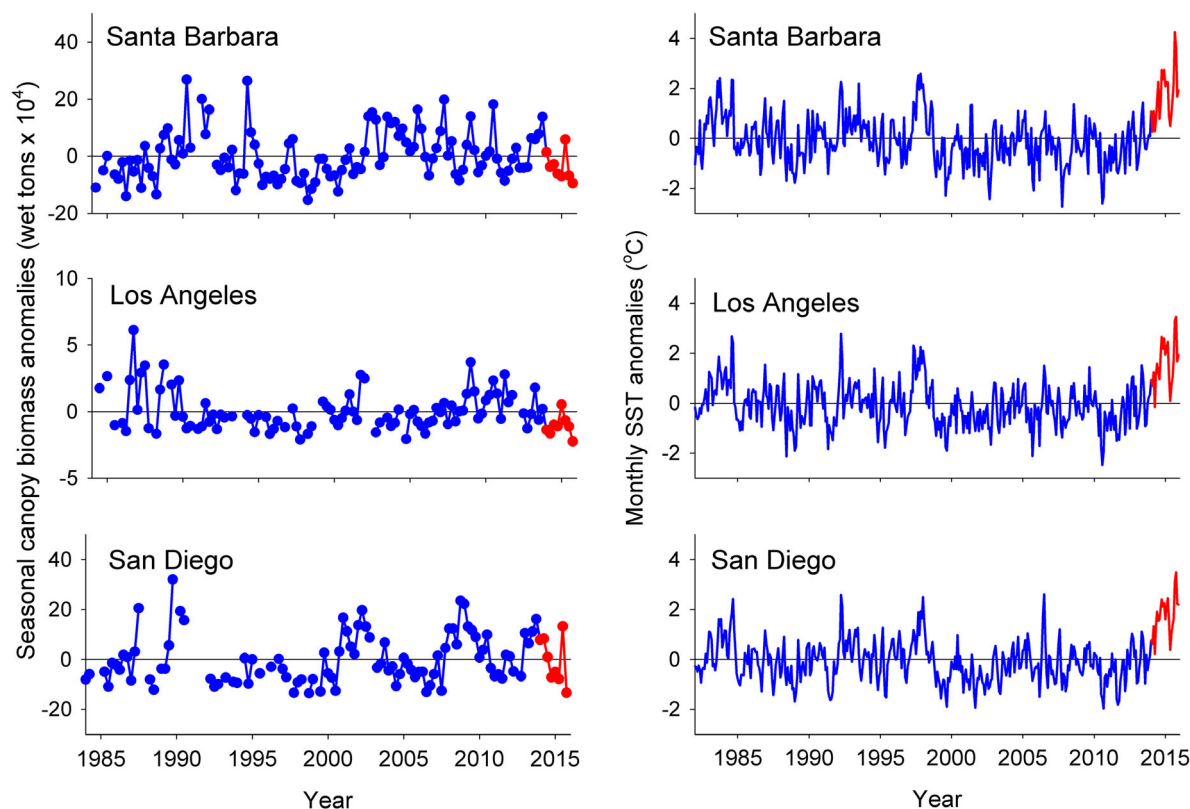 Seasonal canopy biomass anomalies (wet tons x 10⁴)
Santa Barbara
40
20
0
-20
Los Angeles
10
5
0
-5
San Diego
40
20
0
-20
1985 1990 1995 2000 2005 2010 2015
Year
Monthly SST anomalies (°C)
Santa Barbara
4
2
0
-2
Los Angeles
4
2
0
-2
San Diego
4
2
0
-2
1985 1990 1995 2000 2005 2010 2015
Year